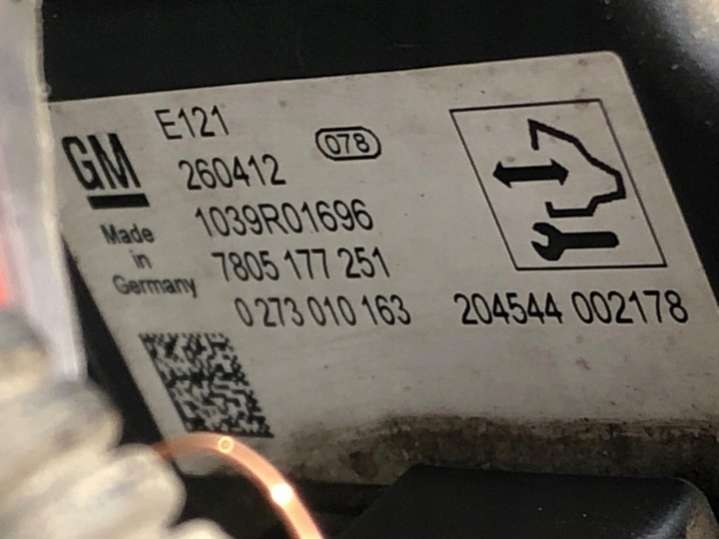 E121
078
GM
260412
1039R01696
Made
in
Germany
7805 177 251
0 273 010 163
204544 002178